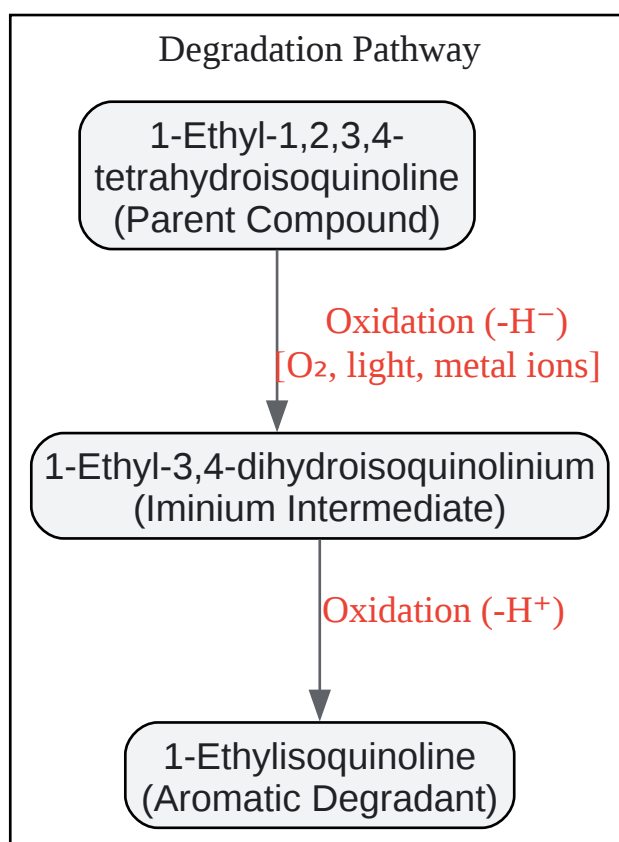 Degradation Pathway
1-Ethyl-1,2,3,4-
tetrahydroisoquinoline
(Parent Compound)
Oxidation (-H⁻)
[O₂, light, metal ions]
1-Ethyl-3,4-dihydroisoquinolinium
(Iminium Intermediate)
Oxidation (-H⁺)
1-Ethylisoquinoline
(Aromatic Degradant)